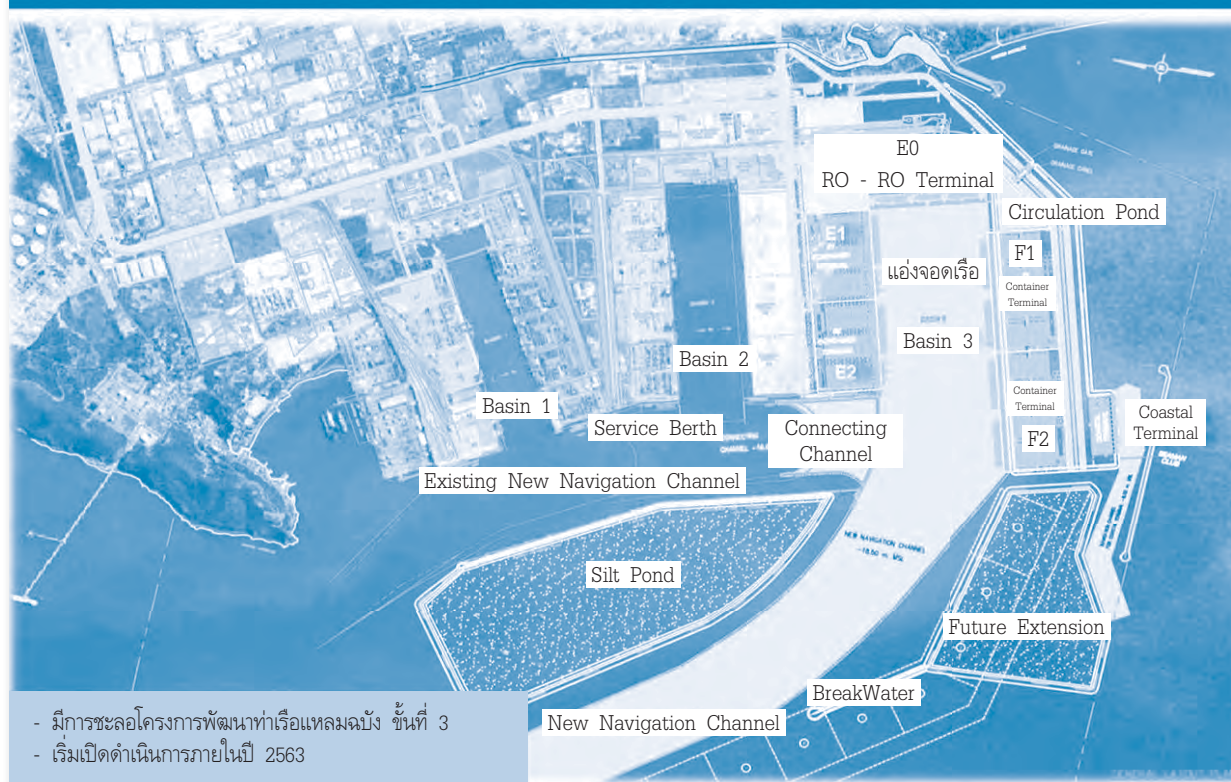 E0
RO - RO Terminal
Circulation Pond
E1
F1
แอ่งจอดเรือ
Container
Terminal
Basin 3
Basin 2
E2
Container
Terminal
Basin 1
Service Berth
Connecting
Channel
F2
Coastal
Terminal
Existing New Navigation Channel
NEW NAVIGATION CHANNEL
Silt Pond
Future Extension
BreakWater
New Navigation Channel
- มีการชะลอโครงการพัฒนาท่าเรือแหลมฉบัง ขั้นที่ 3
- เริ่มเปิดดำเนินการภายในปี 2563